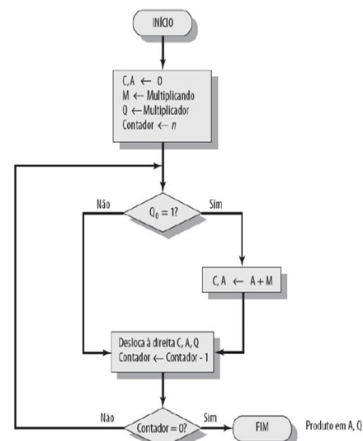 INÍCIO
C, A ← 0
M ← Multiplicando
Q ← Multiplicador
Contador ← n
Não
Q₀ = 1?
Sim
C, A ← A + M
Desloca à direita C, A, Q
Contador ← Contador - 1
Não
Contador = 0?
Sim
FIM
Produto em A, Q